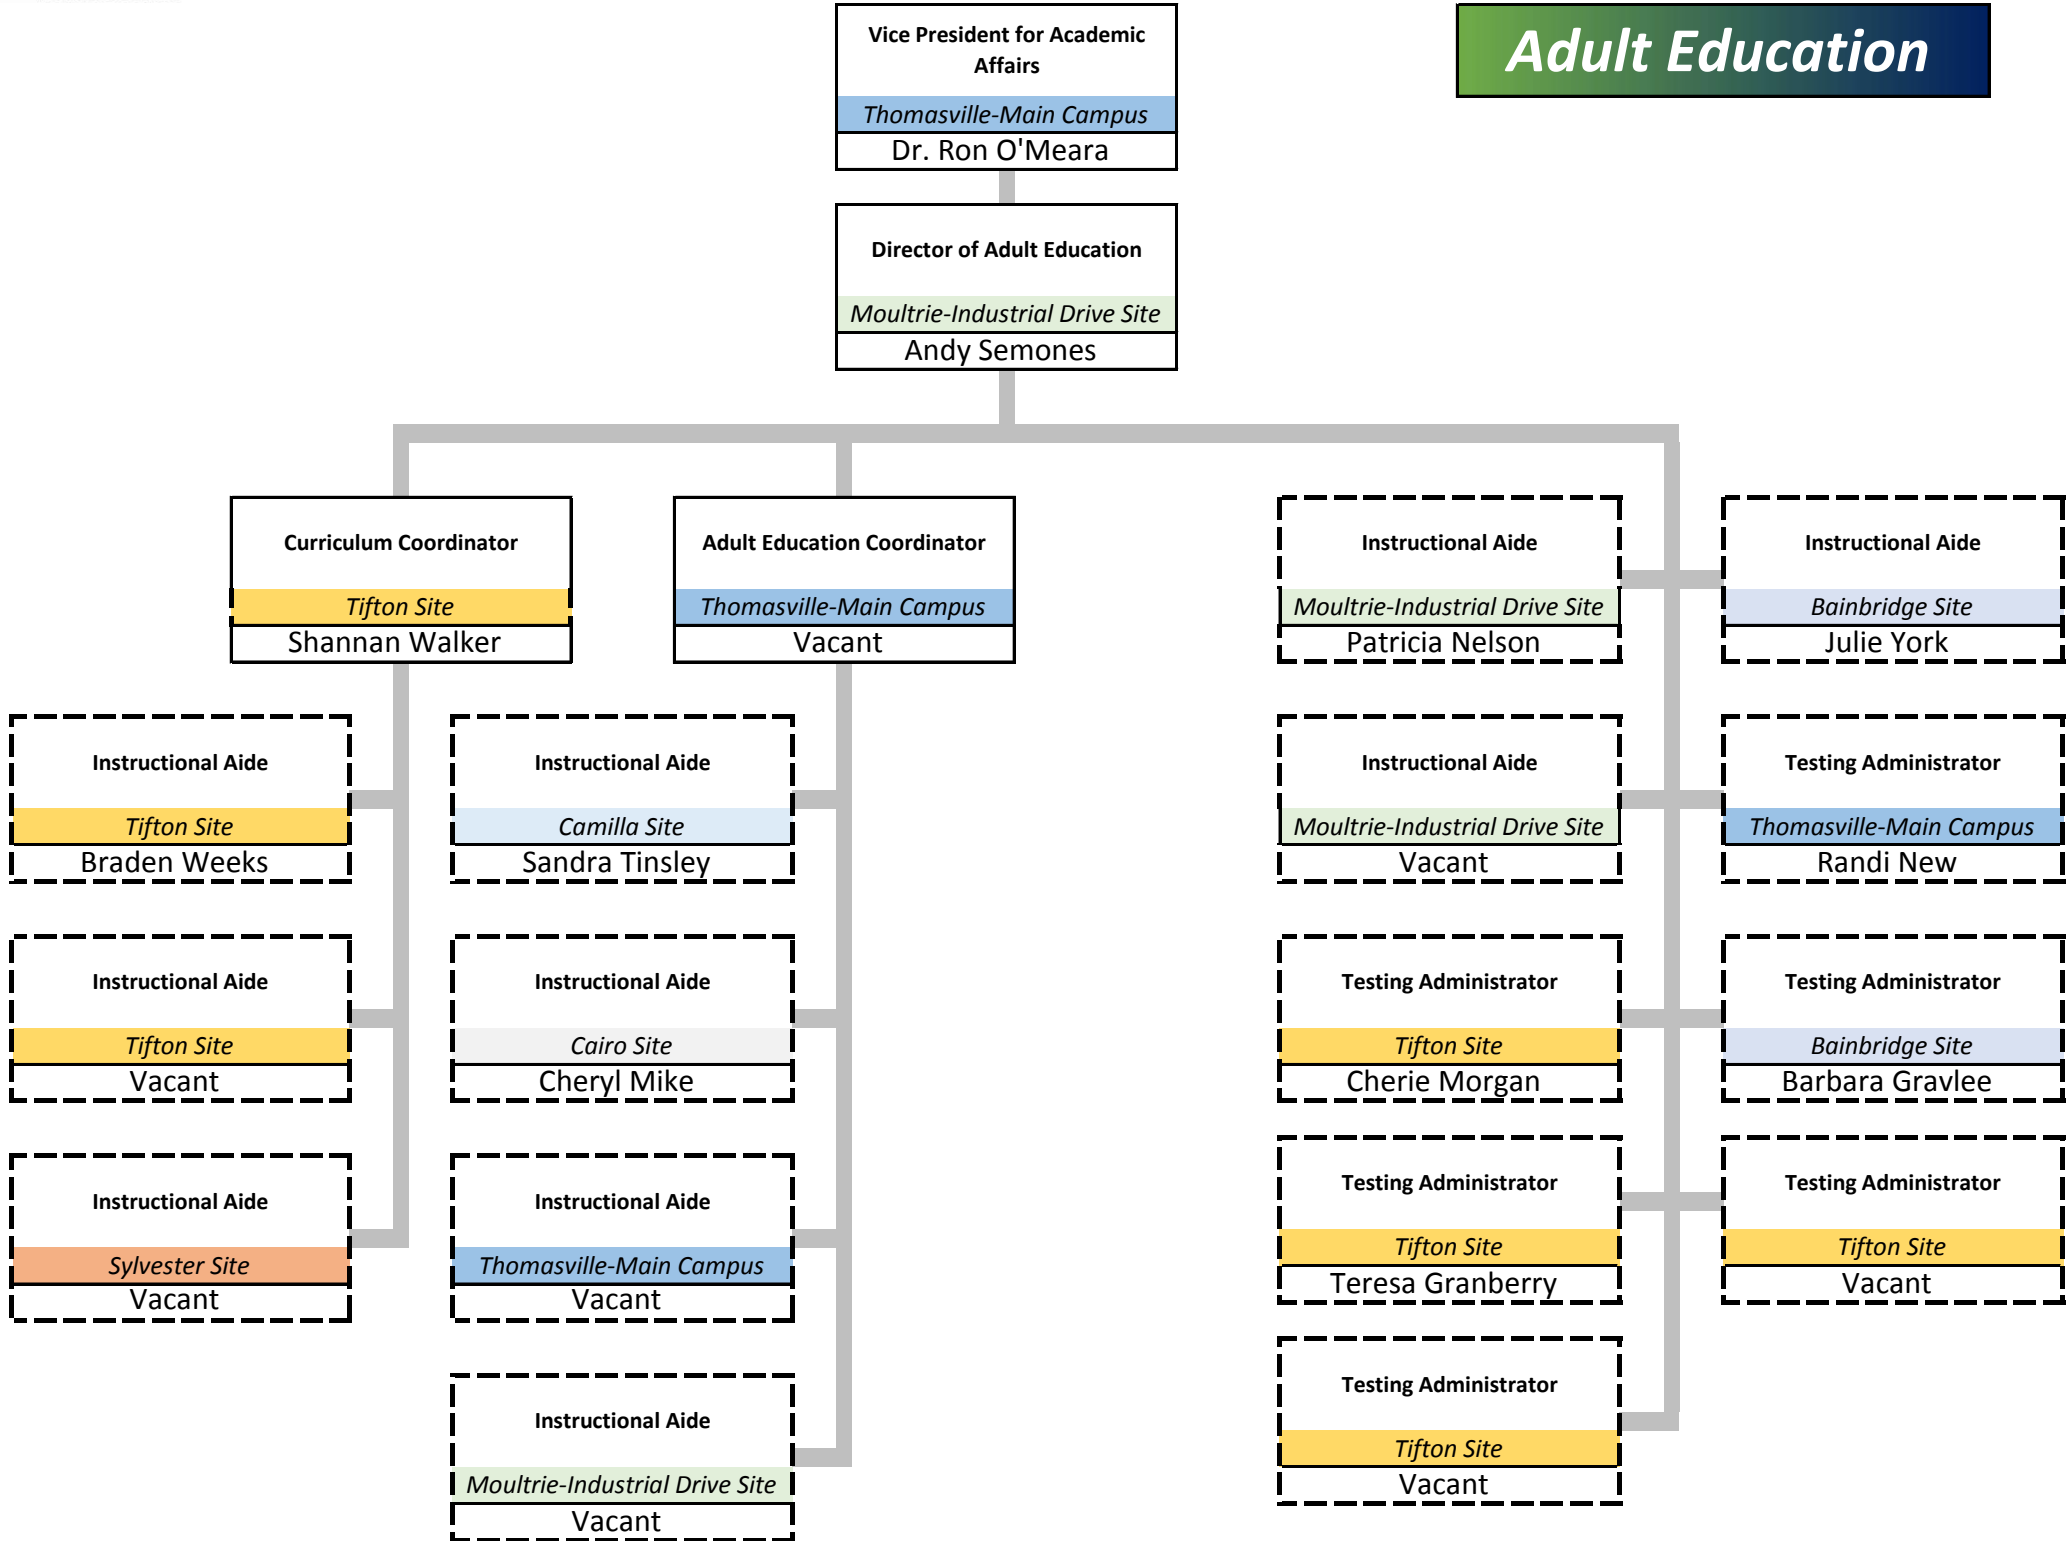 Vice President for Academic
Affairs
Thomasville-Main Campus
Dr. Ron O'Meara
Adult Education
Director of Adult Education
Moultrie-Industrial Drive Site
Andy Semones
Curriculum Coordinator
Tifton Site
Shannan Walker
Adult Education Coordinator
Thomasville-Main Campus
Vacant
Instructional Aide
Moultrie-Industrial Drive Site
Patricia Nelson
Instructional Aide
Bainbridge Site
Julie York
Instructional Aide
Tifton Site
Braden Weeks
Instructional Aide
Camilla Site
Sandra Tinsley
Instructional Aide
Moultrie-Industrial Drive Site
Vacant
Testing Administrator
Thomasville-Main Campus
Randi New
Instructional Aide
Tifton Site
Vacant
Instructional Aide
Cairo Site
Cheryl Mike
Testing Administrator
Tifton Site
Cherie Morgan
Testing Administrator
Bainbridge Site
Barbara Gravlee
Instructional Aide
Sylvester Site
Vacant
Instructional Aide
Thomasville-Main Campus
Vacant
Testing Administrator
Tifton Site
Teresa Granberry
Testing Administrator
Tifton Site
Vacant
Instructional Aide
Moultrie-Industrial Drive Site
Vacant
Testing Administrator
Tifton Site
Vacant